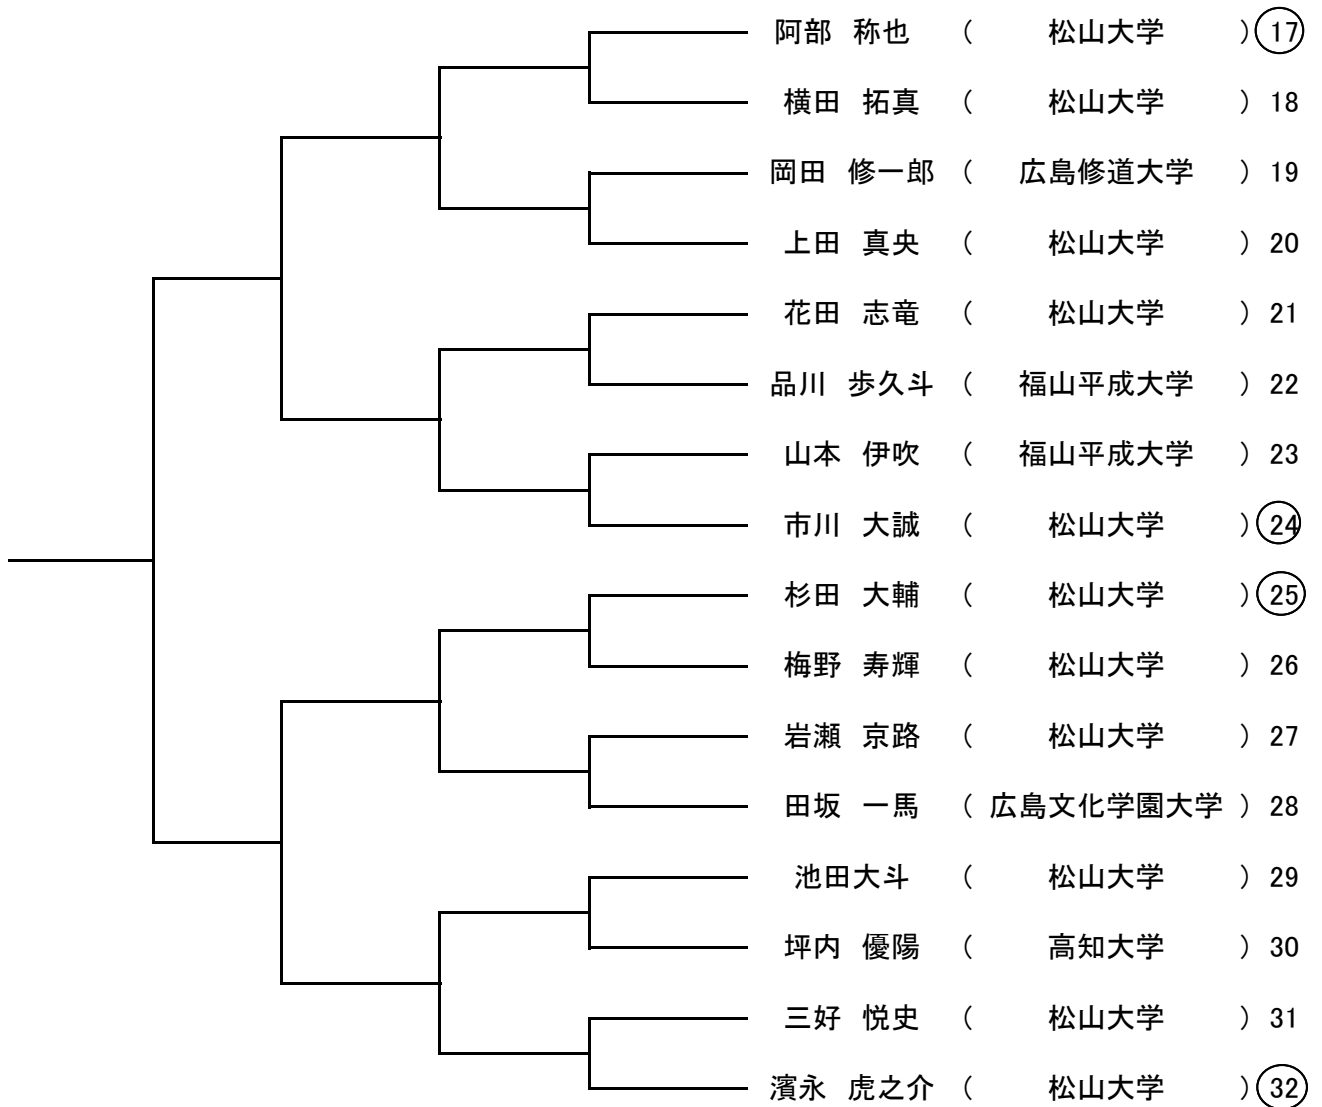 阿部 称也 ( 松山大学 ) 17
横田 拓真 ( 松山大学 ) 18
岡田 修一郎 ( 広島修道大学 ) 19
上田 真央 ( 松山大学 ) 20
花田 志竜 ( 松山大学 ) 21
品川 歩久斗 ( 福山平成大学 ) 22
山本 伊吹 ( 福山平成大学 ) 23
市川 大誠 ( 松山大学 ) 24
杉田 大輔 ( 松山大学 ) 25
梅野 寿輝 ( 松山大学 ) 26
岩瀬 京路 ( 松山大学 ) 27
田坂 一馬 ( 広島文化学園大学 ) 28
池田大斗 ( 松山大学 ) 29
坪内 優陽 ( 高知大学 ) 30
三好 悦史 ( 松山大学 ) 31
濱永 虎之介 ( 松山大学 ) 32